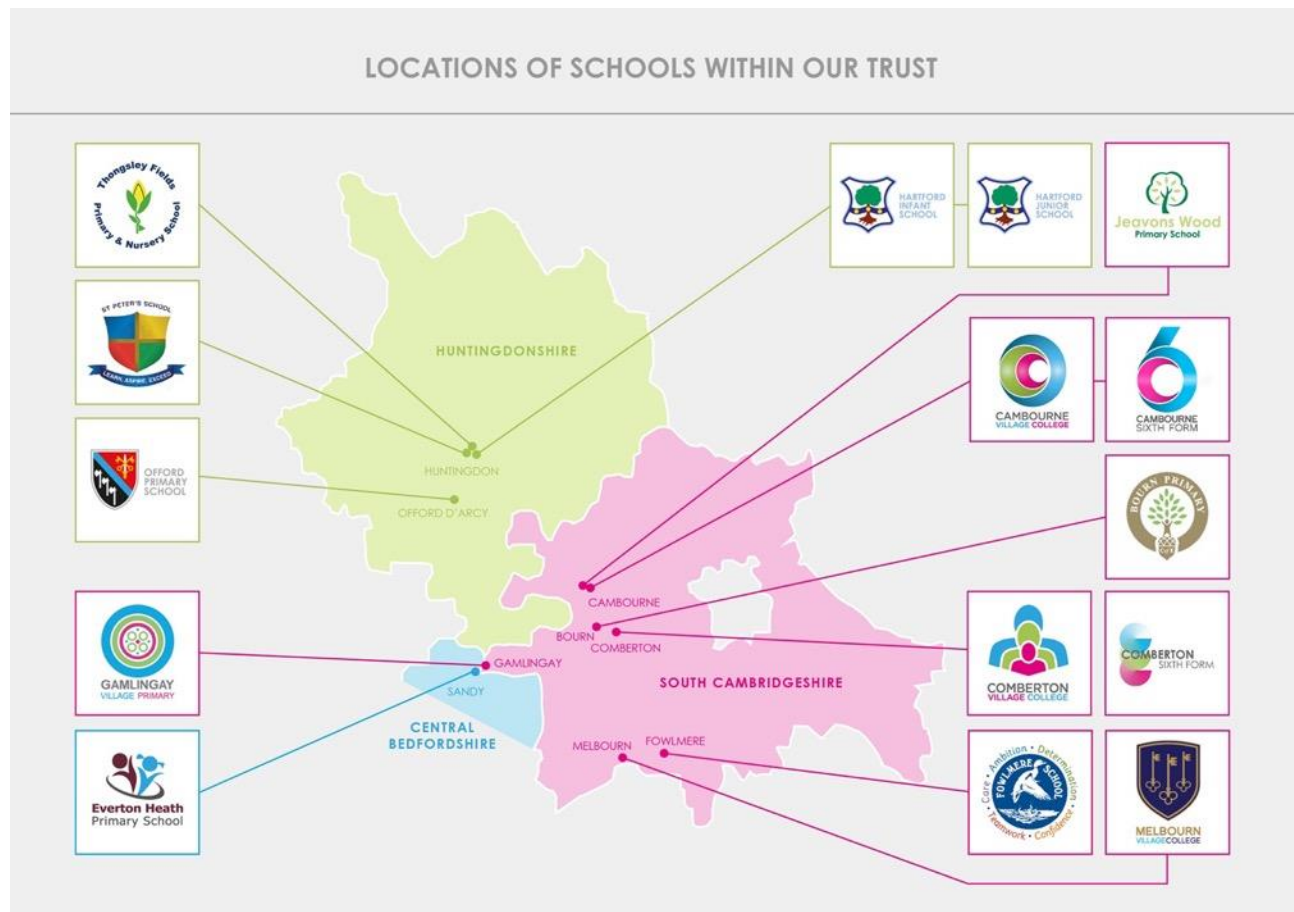 LOCATIONS OF SCHOOLS WITHIN OUR TRUST
Thongsley Fields
Primary & Nursery School
ST PETER'S SCHOOL
LEARN. ASPIRE. EXCEED
OFFORD
PRIMARY
SCHOOL
GAMLINGAY
VILLAGE PRIMARY
Everton Heath
Primary School
HUNTINGDONSHIRE
HUNTINGDON
OFFORD D'ARCY
CAMBOURNE
BOURN
COMBERTON
GAMLINGAY
SANDY
SOUTH CAMBRIDGESHIRE
CENTRAL
BEDFORDSHIRE
MELBOURN
FOWLMERE
HARTFORD
INFANT
SCHOOL
HARTFORD
JUNIOR
SCHOOL
Jeavons Wood
Primary School
CAMBOURNE
VILLAGE COLLEGE
CAMBOURNE
SIXTH FORM
BOURN PRIMARY
COMBERTON
VILLAGE COLLEGE
COMBERTON
SIXTH FORM
Care • Ambition • Determination
FOWLMERE SCHOOL
Teamwork • Confidence •
MELBOURN
VILLAGECOLLEGE